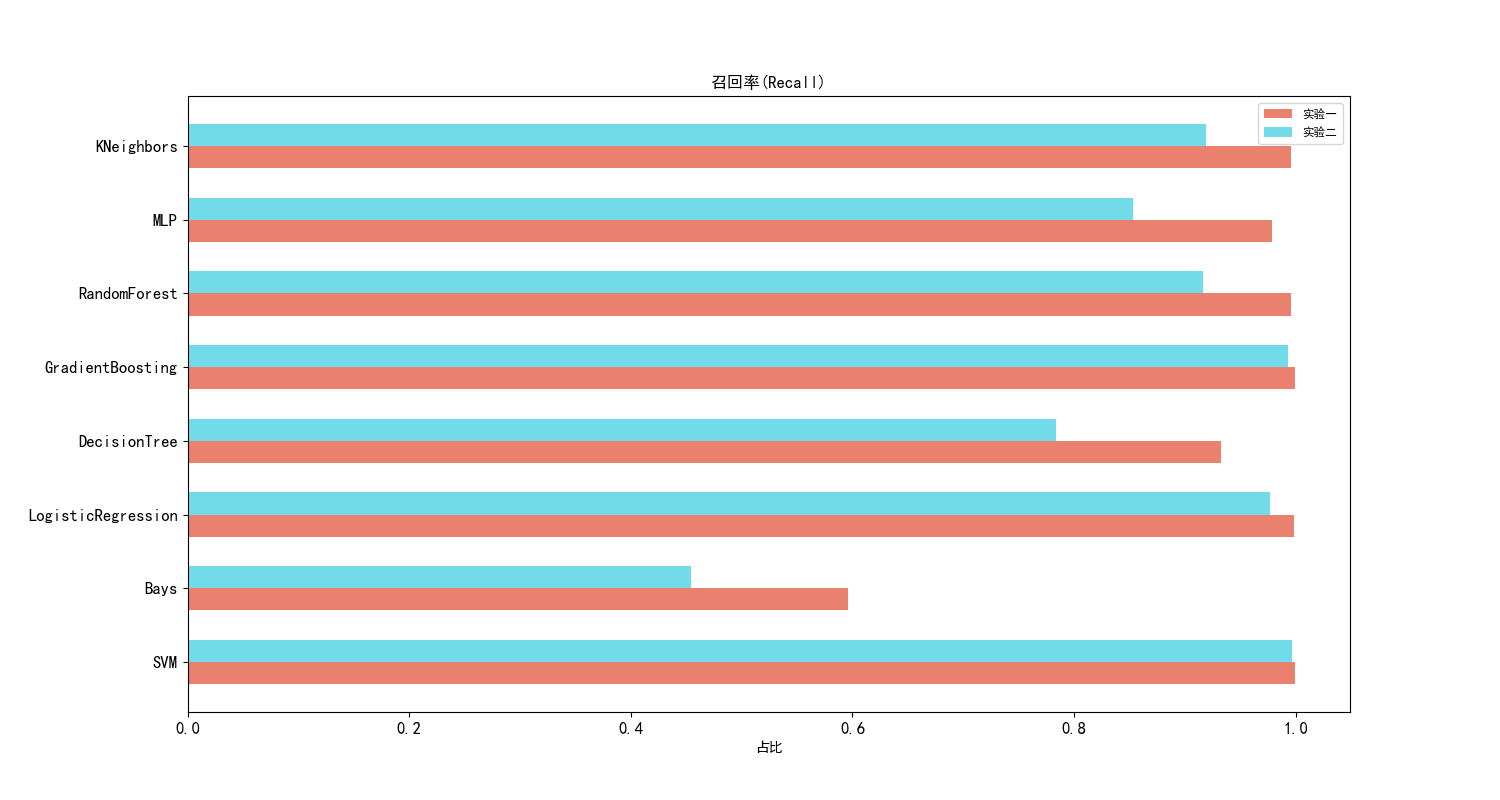 召回率(Recall)
实验一
实验二
KNeighbors
MLP
RandomForest
GradientBoosting
DecisionTree
LogisticRegression
Bays
SVM
0.0 0.2 0.4 0.6 0.8 1.0
占比